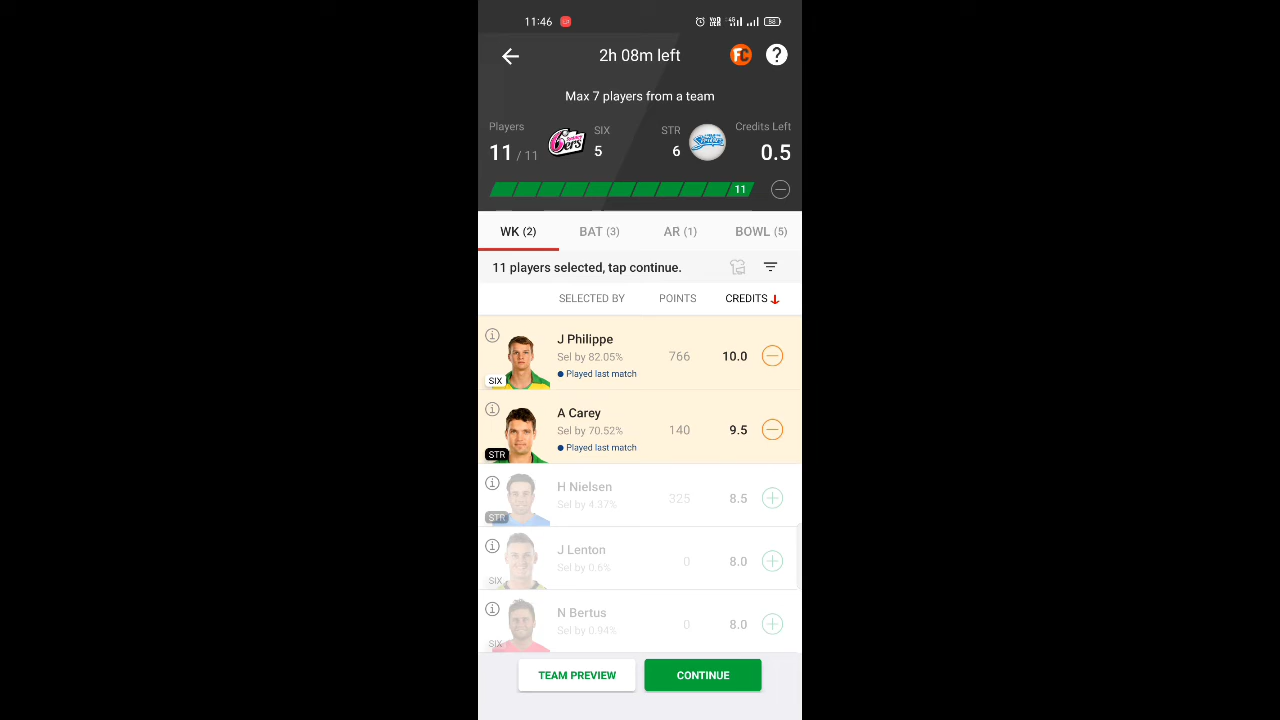 11:46
58
2h 08m left
FC ?
Max 7 players from a team
Players SIX STR Credits Left
11 / 11 6ers 5 6 0.5
11
WK (2) BAT (3) AR (1) BOWL (5)
11 players selected, tap continue.
SELECTED BY POINTS CREDITS
J Philippe
Sel by 82.05% 766 10.0
Played last match
SIX
A Carey
Sel by 70.52% 140 9.5
Played last match
STR
H Nielsen
Sel by 4.37% 325 8.5
STR
J Lenton
Sel by 0.6% 0 8.0
SIX
N Bertus
Sel by 0.94% 0 8.0
SIX
TEAM PREVIEW CONTINUE